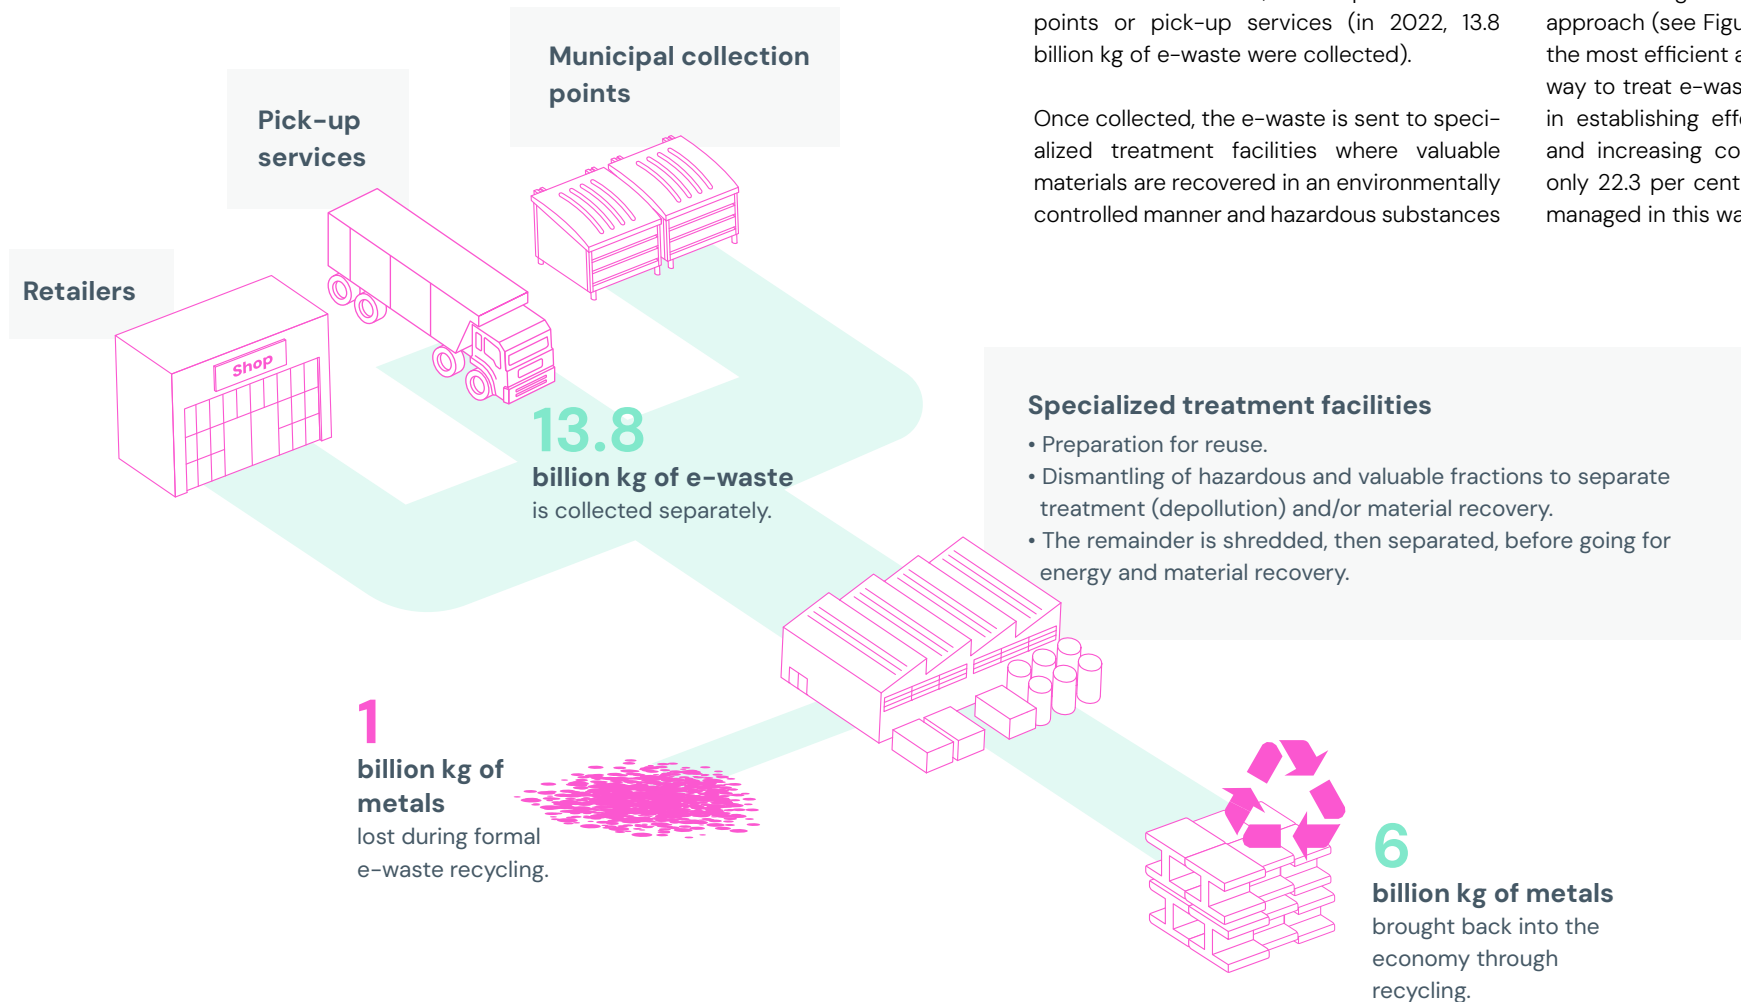 points or pick-up services (in 2022, 13.8
billion kg of e-waste were collected).
Once collected, the e-waste is sent to speci-
alized treatment facilities where valuable
materials are recovered in an environmentally
controlled manner and hazardous substances
approach (see Figu
the most efficient a
way to treat e-was
in establishing eff
and increasing co
only 22.3 per cent
managed in this wa
Municipal collection
points
Pick-up
services
Retailers
Shop
13.8
billion kg of e-waste
is collected separately.
Specialized treatment facilities
• Preparation for reuse.
• Dismantling of hazardous and valuable fractions to separate
treatment (depollution) and/or material recovery.
• The remainder is shredded, then separated, before going for
energy and material recovery.
1
billion kg of
metals
lost during formal
e-waste recycling.
6
billion kg of metals
brought back into the
economy through
recycling.